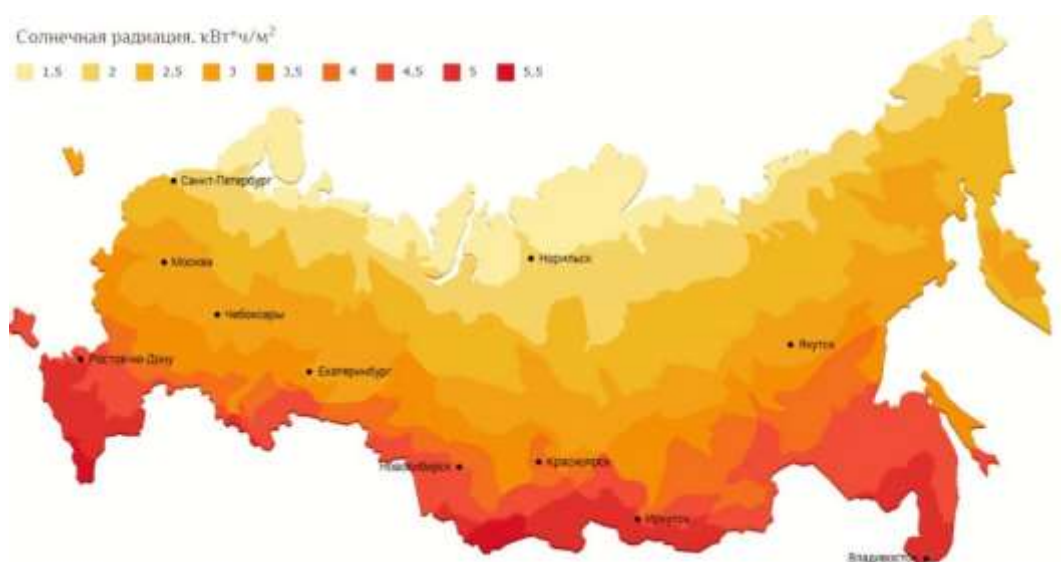 Солнечная радиация, кВт*ч/м²
1.5 2 2.5 3 3.5 4 4.5 5 5.5
Санкт-Петербург
Москва
Норильск
Чебоксары
Якутск
Ростов-на-Дону
Екатеринбург
Новосибирск
Красноярск
Иркутск
Владивосток